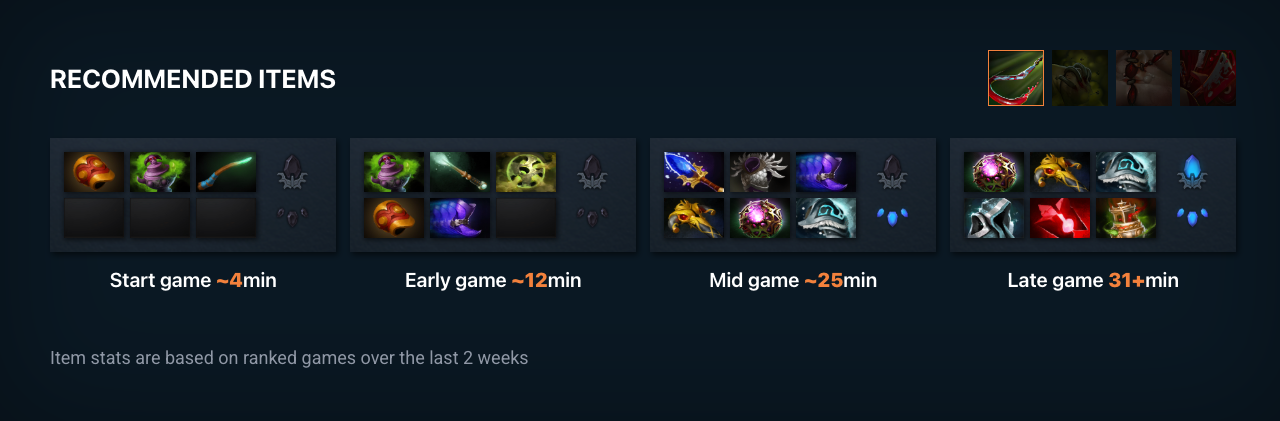 RECOMMENDED ITEMS
Start game ~4min
Early game ~12min
Mid game ~25min
Late game 31+min
Item stats are based on ranked games over the last 2 weeks